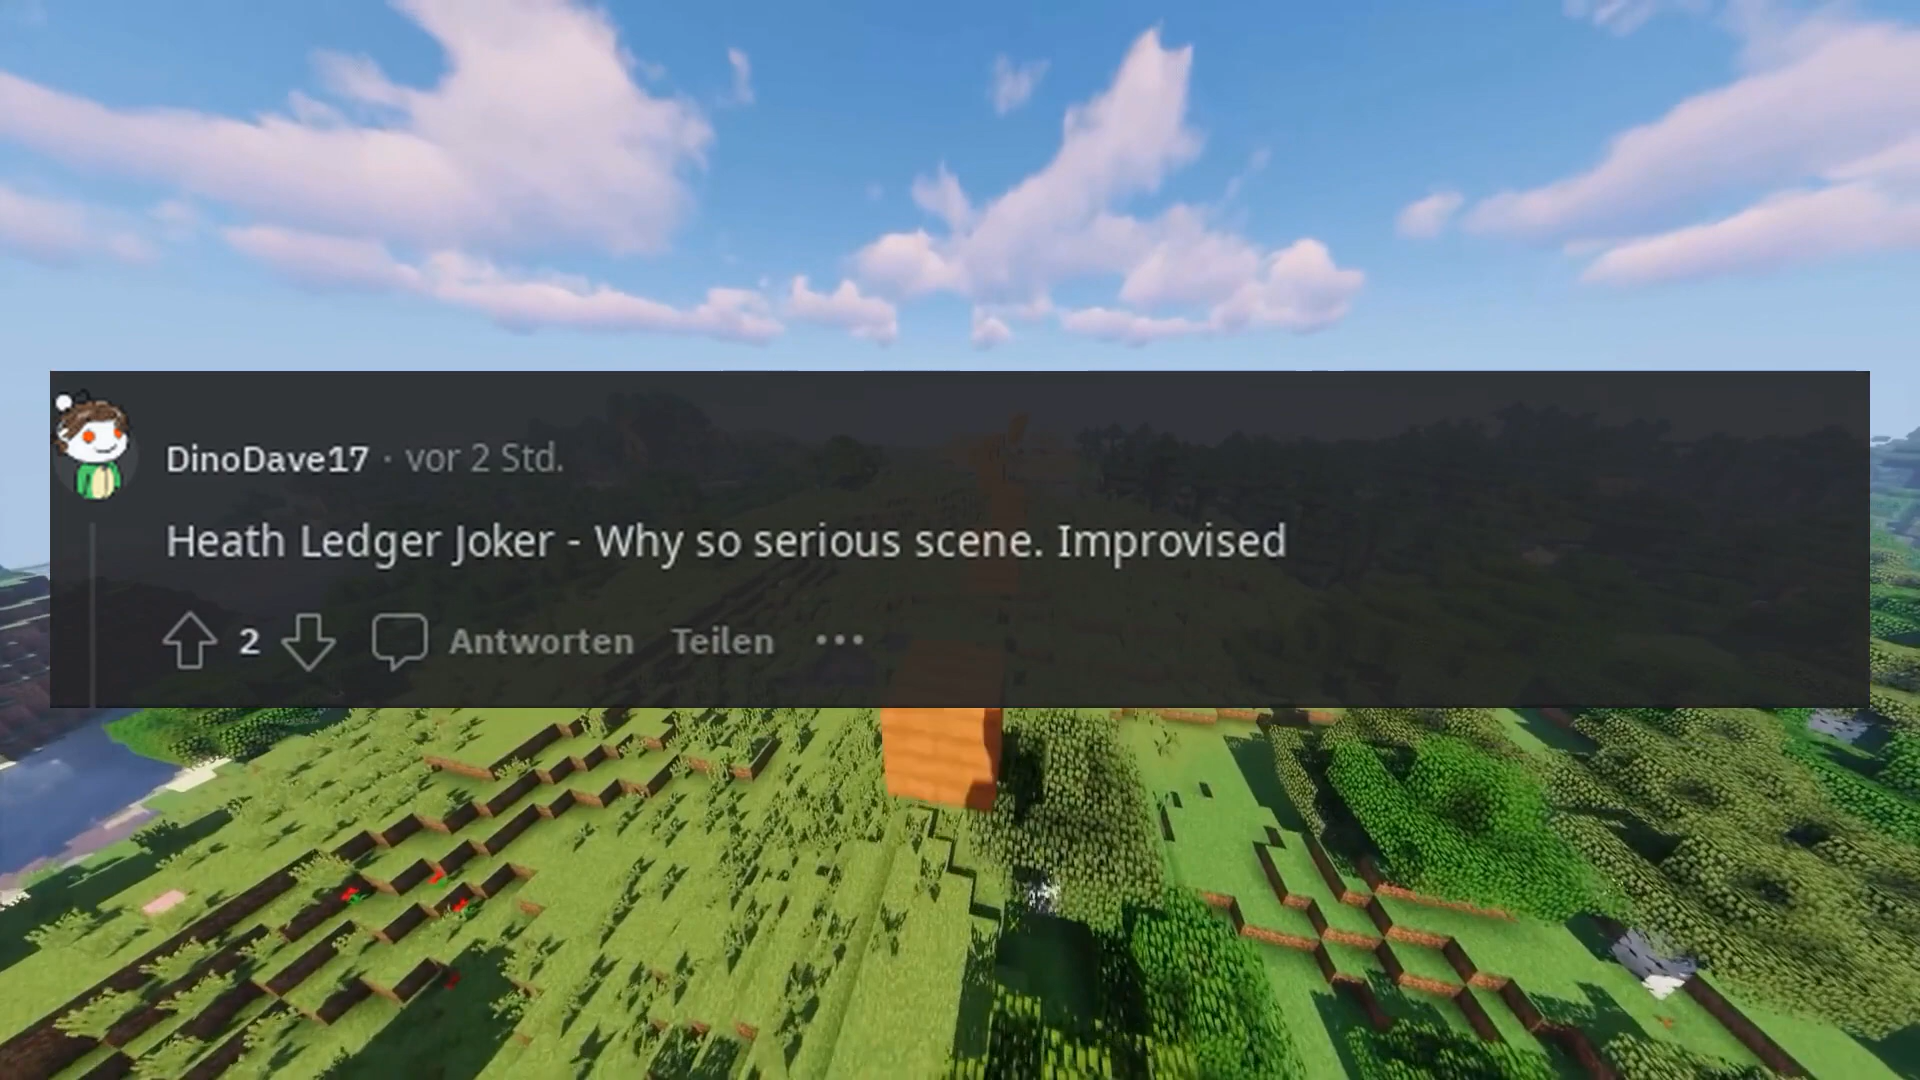 DinoDave17 · vor 2 Std.
Heath Ledger Joker - Why so serious scene. Improvised
2 Antworten Teilen •••